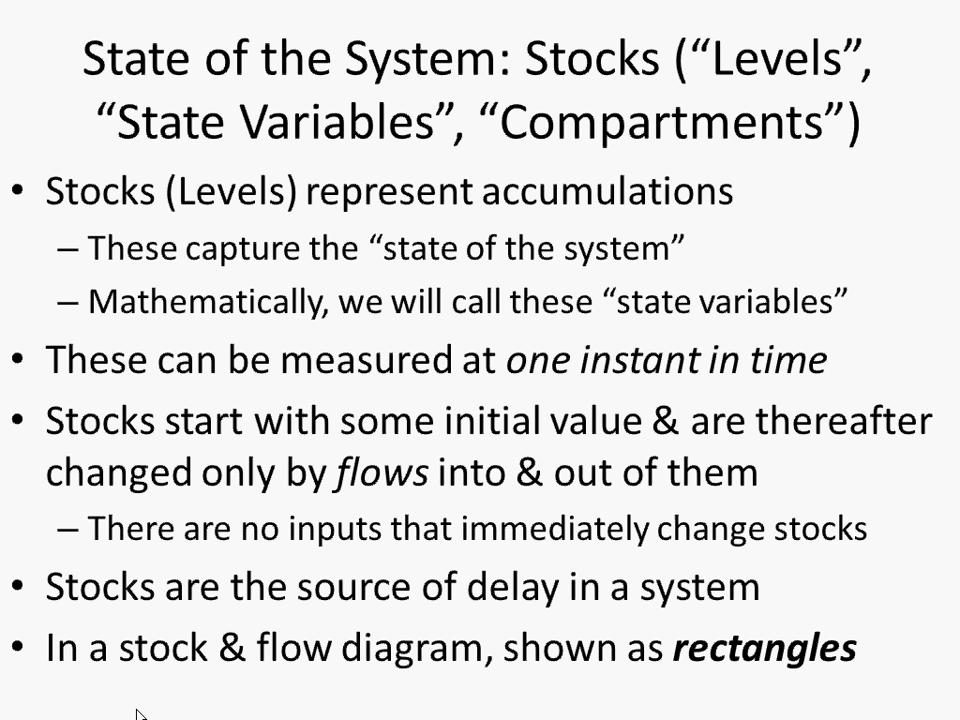 State of the System: Stocks (“Levels”,
“State Variables”, “Compartments”)
• Stocks (Levels) represent accumulations
– These capture the “state of the system”
– Mathematically, we will call these “state variables”
• These can be measured at one instant in time
• Stocks start with some initial value & are thereafter
changed only by flows into & out of them
– There are no inputs that immediately change stocks
• Stocks are the source of delay in a system
• In a stock & flow diagram, shown as rectangles